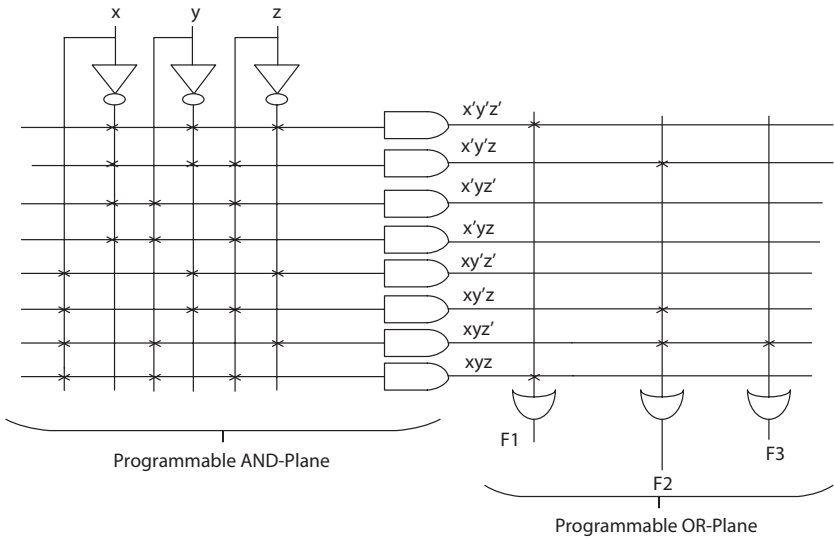 x y z
x'y'z'
x'y'z
x'yz'
x'yz
xy'z'
xy'z
xyz'
xyz
F1
F3
Programmable AND-Plane
F2
Programmable OR-Plane